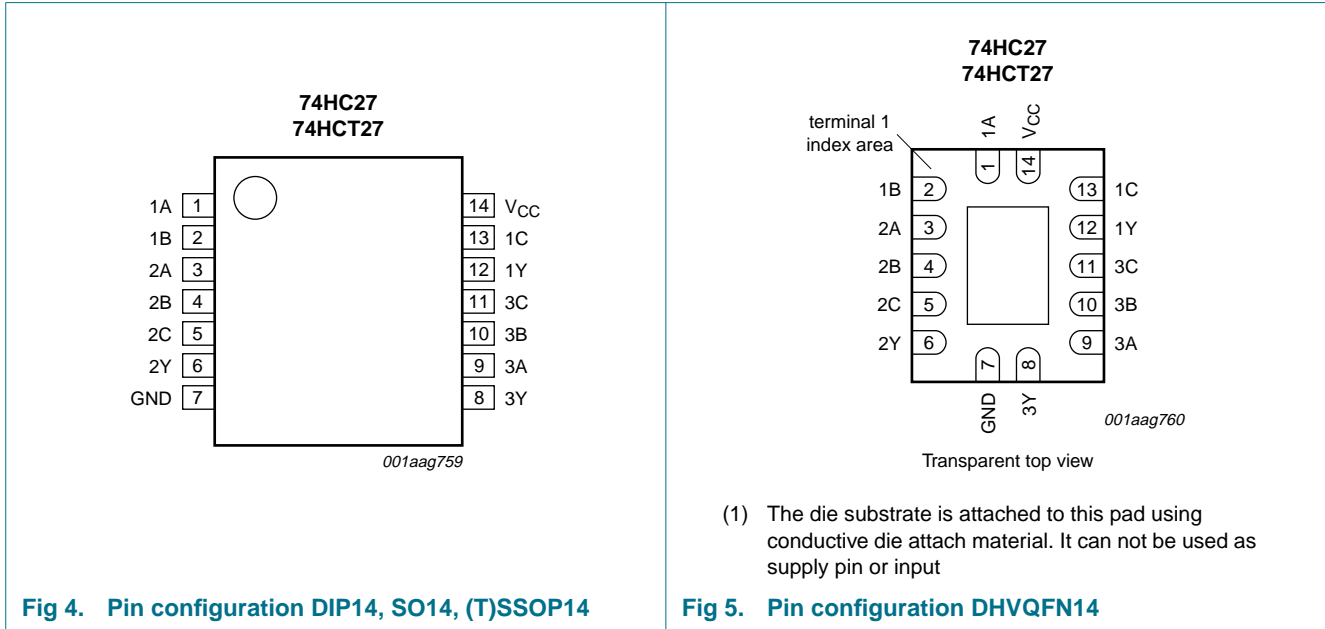 74HC27
74HCT27
1A 1
1B 2
2A 3
2B 4
2C 5
2Y 6
GND 7
14 VCC
13 1C
12 1Y
11 3C
10 3B
9 3A
8 3Y
001aag759
Fig 4. Pin configuration DIP14, SO14, (T)SSOP14
74HC27
74HCT27
terminal 1
index area
1A
VCC
1
14
1B 2
2A 3
2B 4
2C 5
2Y 6
13 1C
12 1Y
11 3C
10 3B
9 3A
7
8
GND
3Y
001aag760
Transparent top view
(1) The die substrate is attached to this pad using
conductive die attach material. It can not be used as
supply pin or input
Fig 5. Pin configuration DHVQFN14